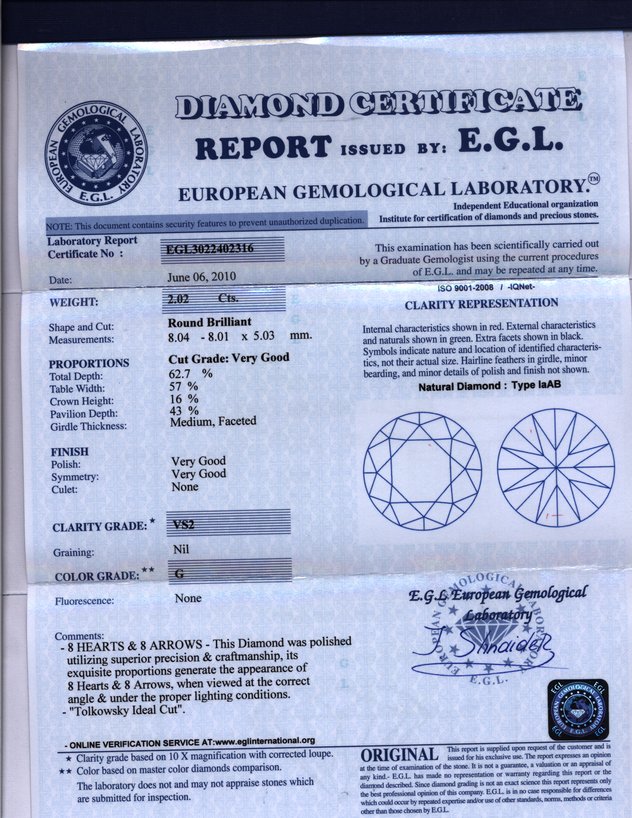 DIAMOND CERTIFICATE
REPORT ISSUED BY: E.G.L.
EUROPEAN GEMOLOGICAL LABORATORY.™
EUROPEAN GEMOLOGICAL LABORATORY
E.G.L.
Independent Educational organization
Institute for certification of diamonds and precious stones.
NOTE: This document contains security features to prevent unauthorized duplication.
Laboratory Report
Certificate No : EGL3022402316
Date: June 06, 2010
WEIGHT: 2.02 Cts.
Shape and Cut: Round Brilliant
Measurements: 8.04 - 8.01 x 5.03 mm.
PROPORTIONS Cut Grade: Very Good
Total Depth: 62.7 %
Table Width: 57 %
Crown Height: 16 %
Pavilion Depth: 43 %
Girdle Thickness: Medium, Faceted
FINISH
Polish: Very Good
Symmetry: Very Good
Culet: None
CLARITY GRADE: * VS2
Graining: Nil
COLOR GRADE: ** G
Fluorescence: None
Comments:
- 8 HEARTS & 8 ARROWS - This Diamond was polished
utilizing superior precision & craftmanship, its
exquisite proportions generate the appearance of
8 Hearts & 8 Arrows, when viewed at the correct
angle & under the proper lighting conditions.
- "Tolkowsky Ideal Cut".
- ONLINE VERIFICATION SERVICE AT:www.eglinternational.org
* Clarity grade based on 10 X magnification with corrected loupe.
** Color based on master color diamonds comparison.
The laboratory does not and may not appraise stones which
are submitted for inspection.
This examination has been scientifically carried out
by a Graduate Gemologist using the current procedures
of E.G.L. and may be repeated at any time.
ISO 9001-2008 / -IQNet-
CLARITY REPRESENTATION
Internal characteristics shown in red. External characteristics
and naturals shown in green. Extra facets shown in black.
Symbols indicate nature and location of identified characteris-
tics, not their actual size. Hairline feathers in girdle, minor
bearding, and minor details of polish and finish not shown.
Natural Diamond : Type IaAB
E.G.L European Gemological
Laboratory
EUROPEAN GEMOLOGICAL LABORATORY
E.G.L.
EGL EGL
EUROPEAN GEMOLOGICAL LABORATORY
EGL EGL
ORIGINAL This report is supplied upon request of the customer and is
issued for his exclusive use. The report expresses an opinion
at the time of examination of the stone. It is not a guarantee, a valuation or an appraisal of
any kind.- E.G.L. has made no representation or warranty regarding this report or the
diamond described. Since diamond grading is not an exact science this report represents only
the best professional opinion of this company. E.G.L. is in no case responsible for differences
which could occur by repeated expertise and/or use of other standards, norms, methods or criteria
other than those chosen by E.G.L.